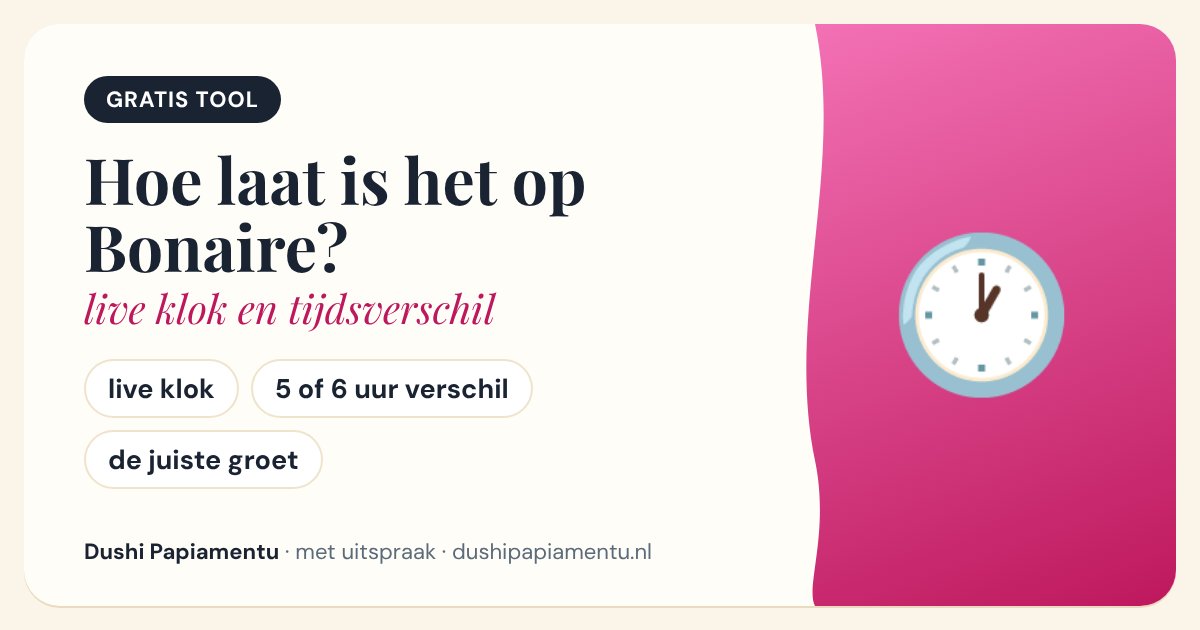 GRATIS TOOL
Hoe laat is het op
Bonaire?
live klok en tijdsverschil
live klok
5 of 6 uur verschil
de juiste groet
Dushi Papiamentu · met uitspraak · dushipapiamentu.nl